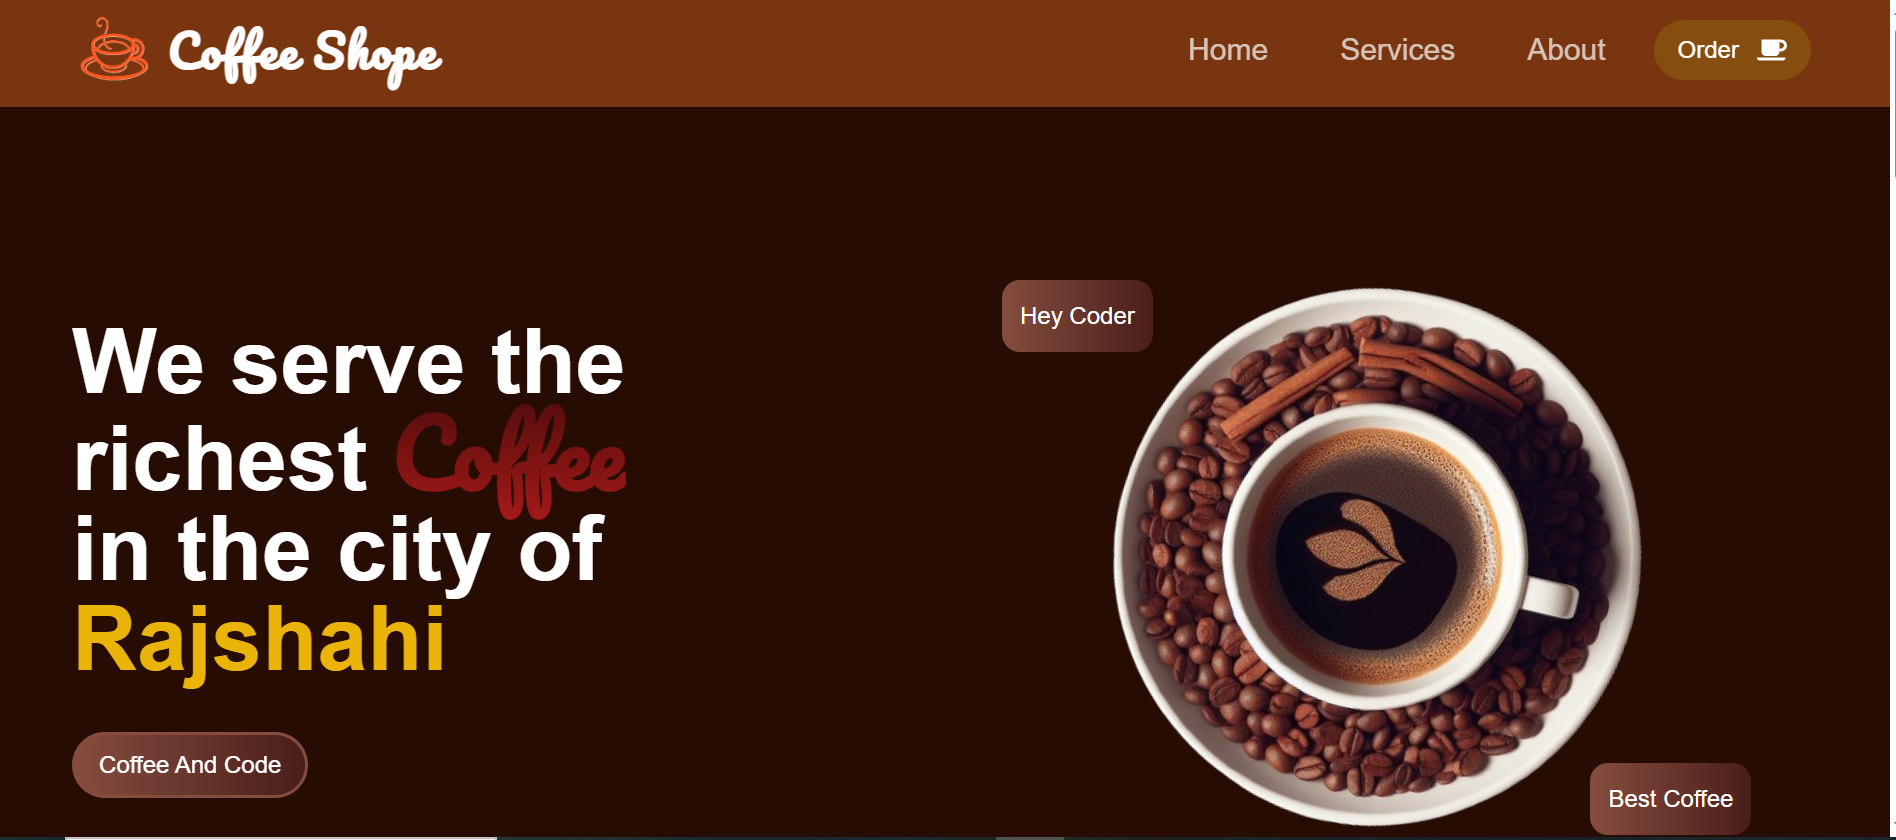 Coffee Shope
Home
Services
About
Order
Hey Coder
We serve the
richest Coffee
in the city of
Rajshahi
Coffee And Code
Best Coffee